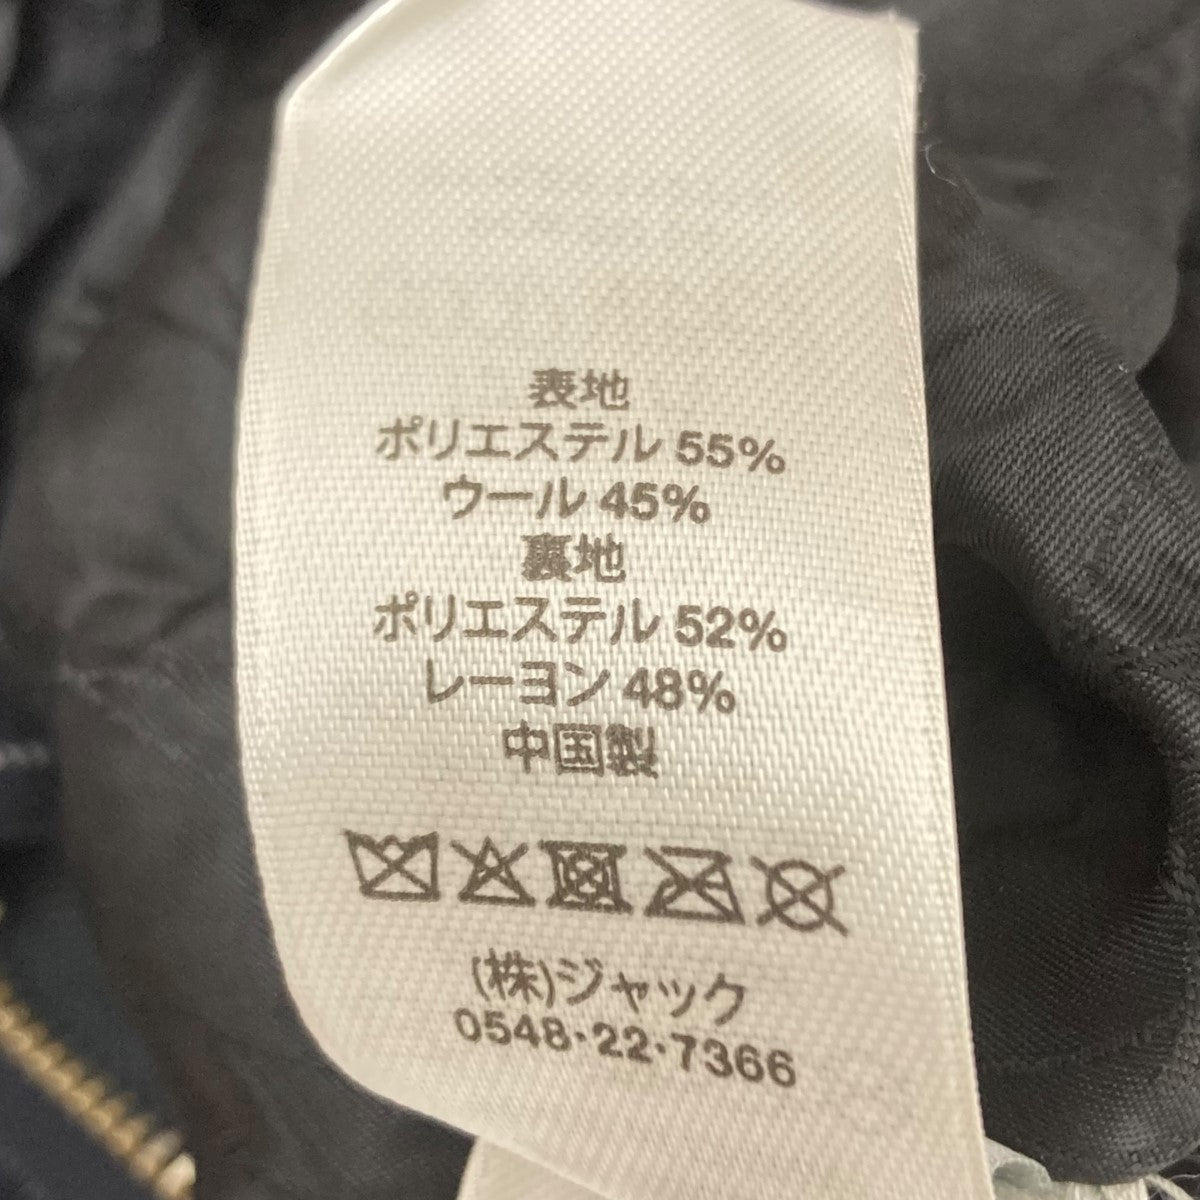 表地
ポリエステル 55%
ウール 45%
裏地
ポリエステル 52%
レーヨン 48%
中国製
(株)ジャック
0548・22・7366